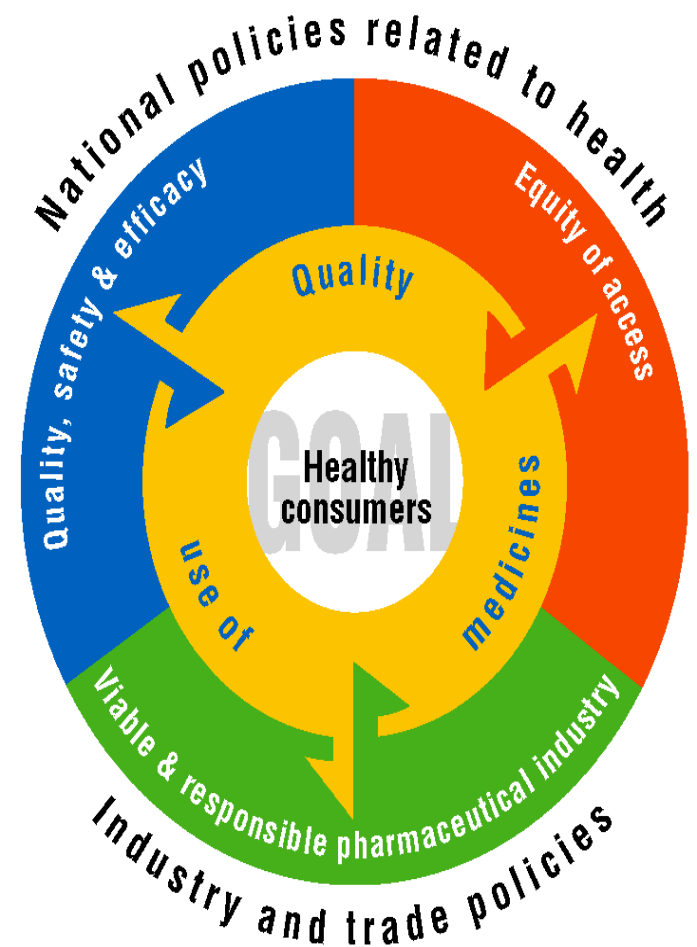 National policies related to health
Quality, safety & efficacy
Equity of access
Quality
use of
medicines
GOAL
Healthy
consumers
Viable & responsible pharmaceutical industry
Industry and trade policies